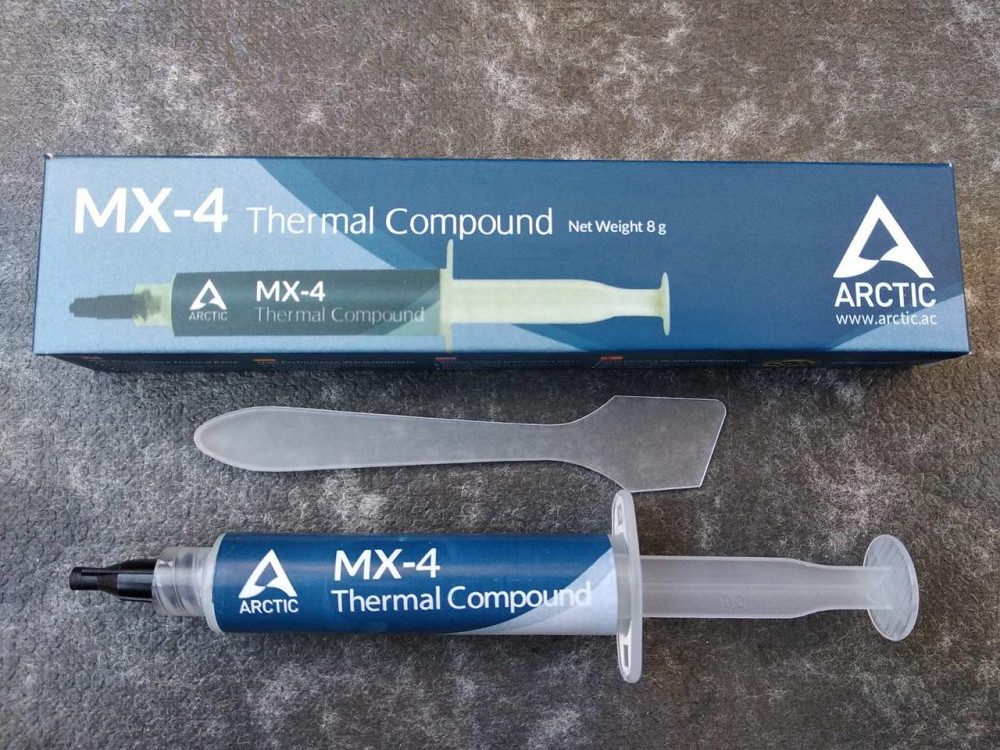 MX-4 Thermal Compound Net Weight 8 g
ARCTIC
www.arctic.ac
ARCTIC
MX-4
Thermal Compound
ARCTIC
MX-4
Thermal Compound